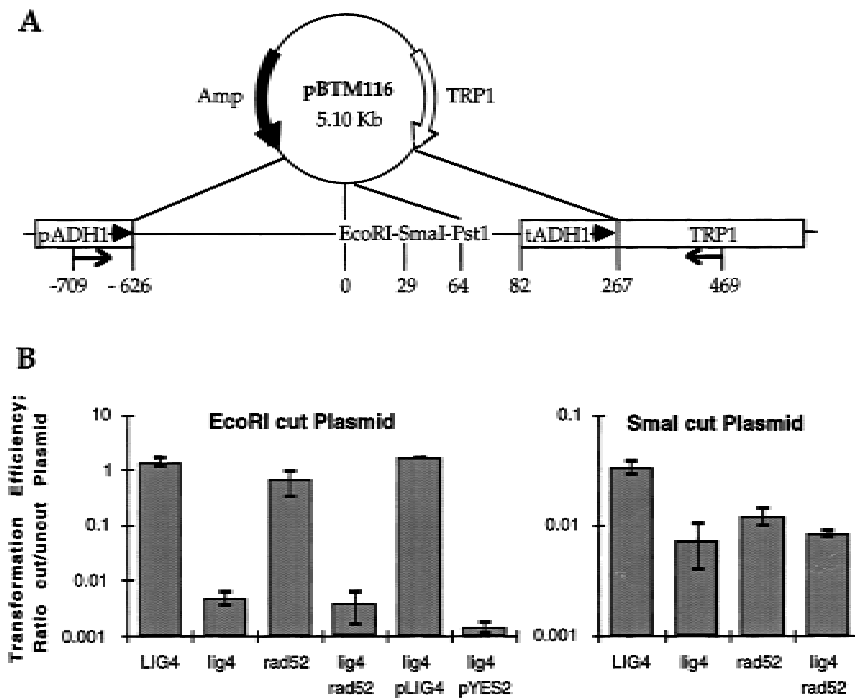 A
Amp
pBTM116
5.10 Kb
TRP1
pADH1
EcoRI-SmaI-Pst1
tADH1
TRP1
-709
-626
0
29
64
82
267
469
B
Transformation Efficiency:
Ratio cut/uncut Plasmid
EcoRI cut Plasmid
10
1
0.1
0.01
0.001
LIG4
lig4
rad52
lig4
rad52
lig4
pLIG4
lig4
pYES2
SmaI cut Plasmid
0.1
0.01
0.001
LIG4
lig4
rad52
lig4
rad52